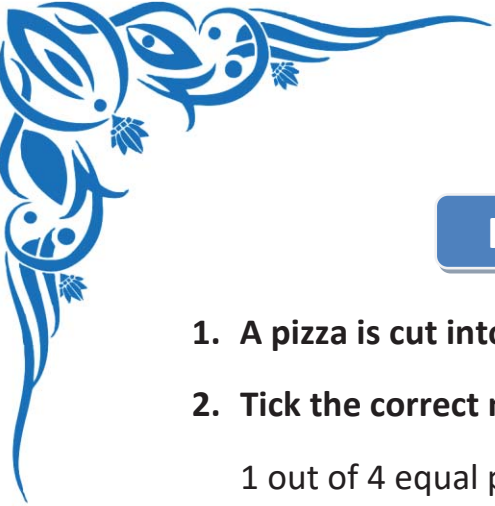 1. A pizza is cut into
2. Tick the correct
1 out of 4 equal